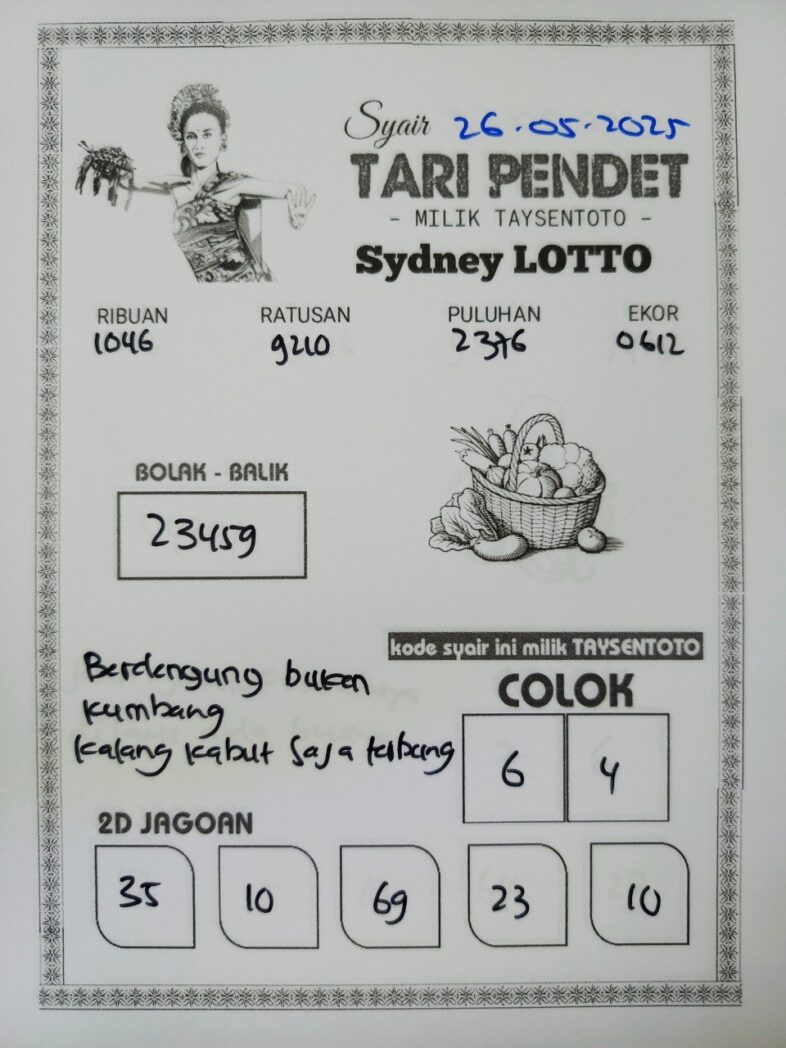 Syair 26.05.2025
TARI PENDET
- MILIK TAYSENTOTO -
Sydney LOTTO
RIBUAN RATUSAN PULUHAN EKOR
1046 9210 2376 0612
BOLAK - BALIK
23459
kode syair ini milik TAYSENTOTO
Berdengung bukan
kumbang
kalang kabut saja terbang
COLOK
6 4
2D JAGOAN
35 10 69 23 10